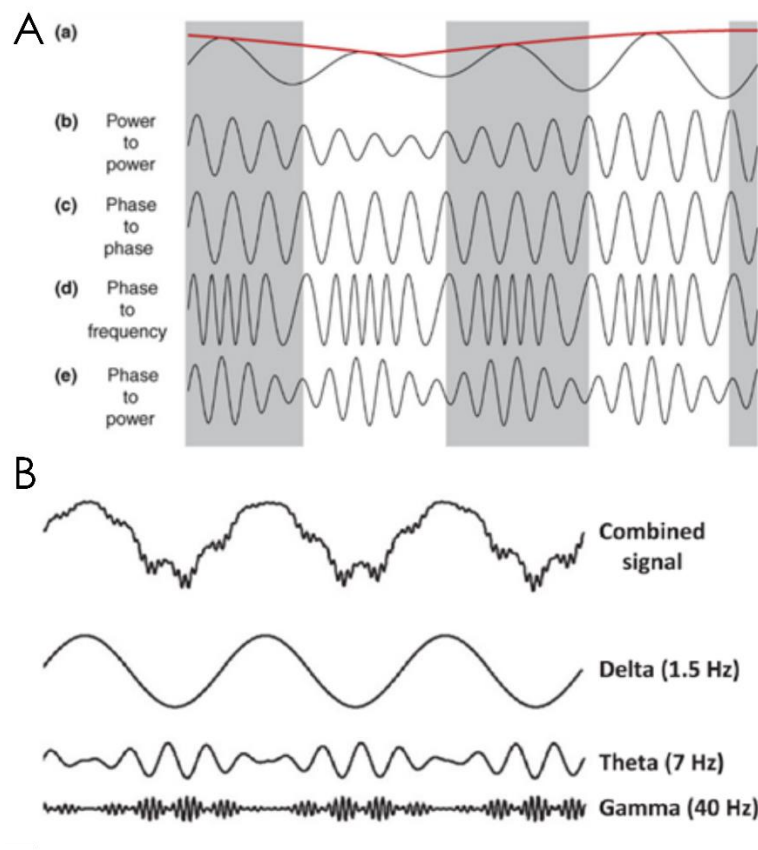 A
(a)
(b) Power
to
power
(c) Phase
to
phase
(d) Phase
to
frequency
(e) Phase
to
power
B
Combined
signal
Delta (1.5 Hz)
Theta (7 Hz)
Gamma (40 Hz)